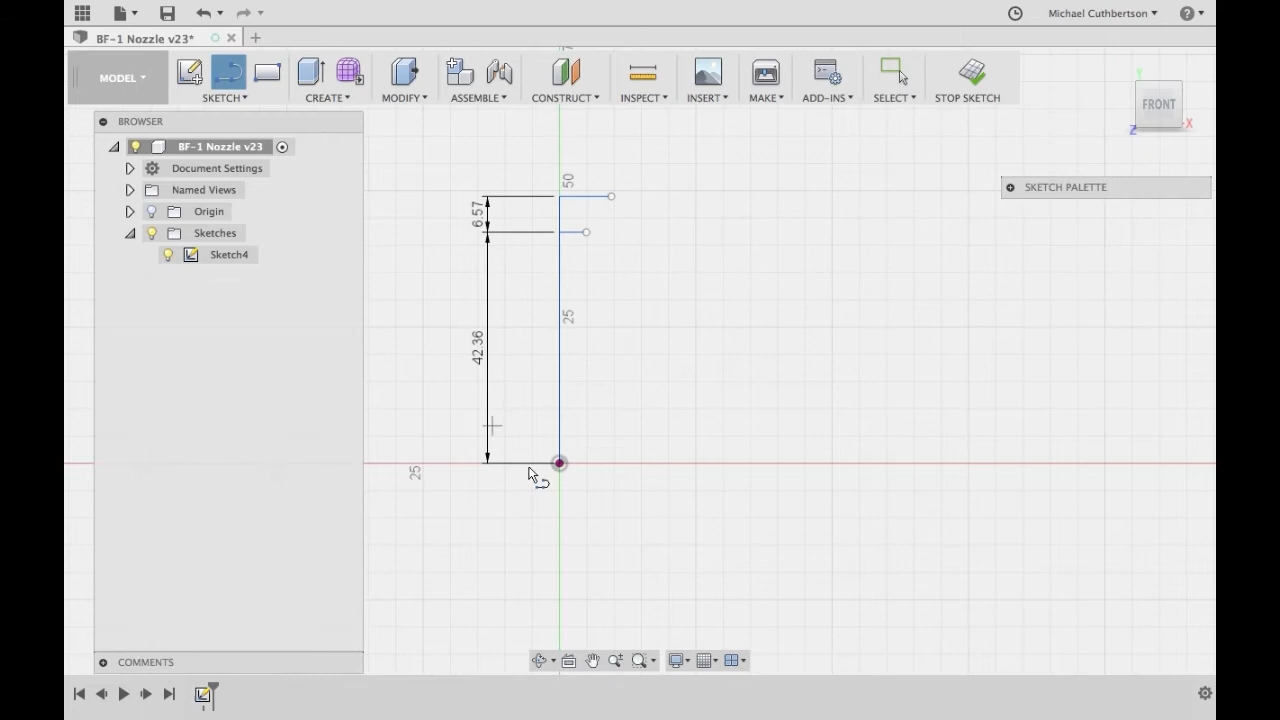 Michael Cuthbertson
BF-1 Nozzle v23*
MODEL
SKETCH
CREATE
MODIFY
ASSEMBLE
CONSTRUCT
INSPECT
INSERT
MAKE
ADD-INS
SELECT
STOP SKETCH
BROWSER
BF-1 Nozzle v23
Document Settings
Named Views
Origin
Sketches
Sketch4
FRONT
Y
X
Z
SKETCH PALETTE
50
6.57
25
42.36
25
COMMENTS